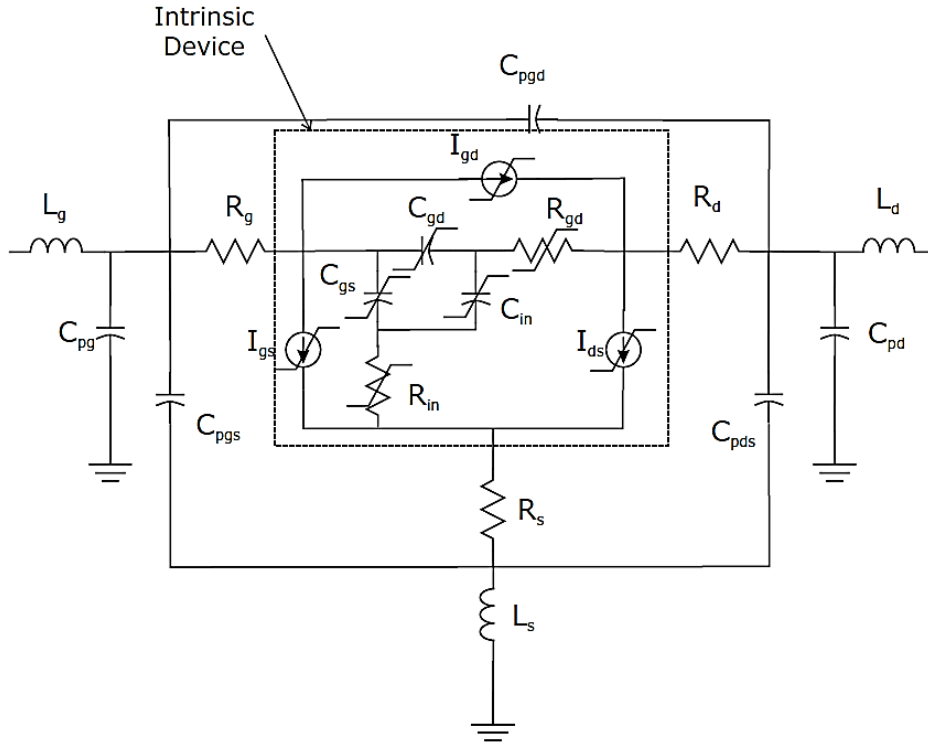 Intrinsic
Device
C_pgd
I_gd
L_g
R_g
C_gd
R_gd
R_d
L_d
C_gs
C_in
C_pg
I_gs
I_ds
C_pd
R_in
C_pgs
C_pds
R_s
L_s